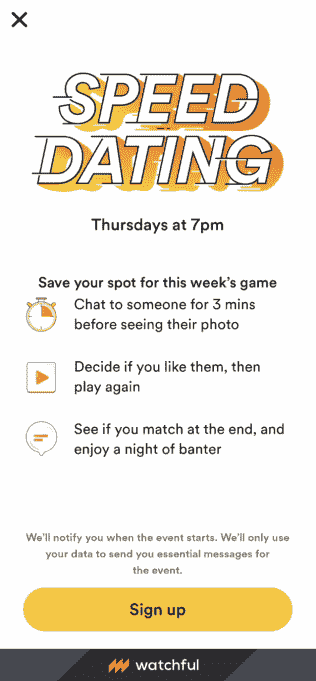 SPEED
DATING
Thursdays at 7pm
Save your spot for this week's game
Chat to someone for 3 mins
before seeing their photo
Decide if you like them, then
play again
See if you match at the end, and
enjoy a night of banter
We'll notify you when the event starts. We'll only use
your data to send you essential messages for
the event.
Sign up
watchful